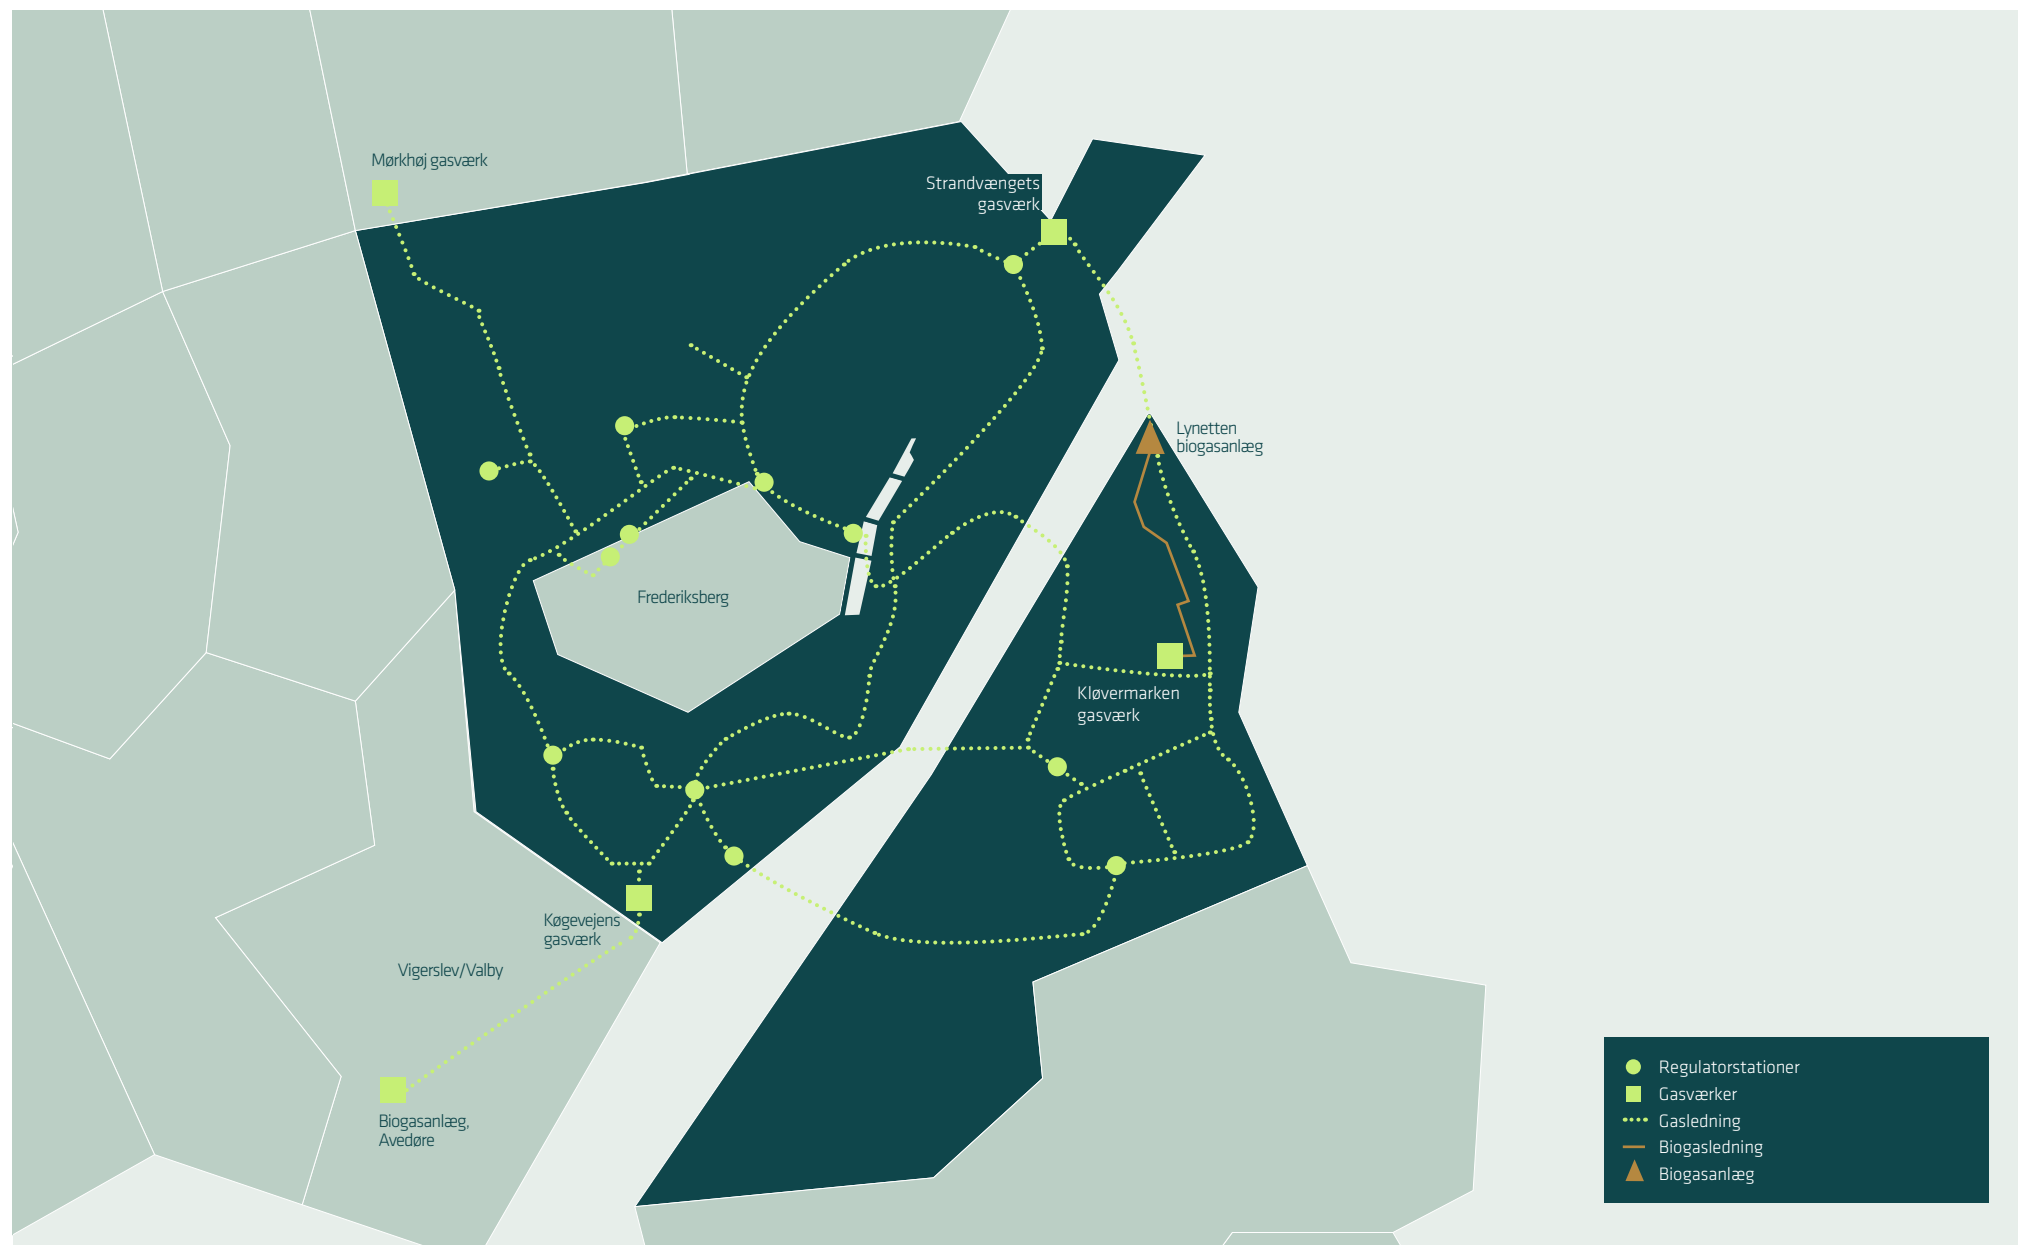 Mørkhøj gasværk
Strandvængets
gasværk
Lynetten
biogasanlæg
Frederiksberg
Kløvermarken
gasværk
Køgevejens
gasværk
Vigerslev/Valby
Biogasanlæg,
Avedøre
Regulatorstationer
Gasværker
Gasledning
Biogasledning
Biogasanlæg